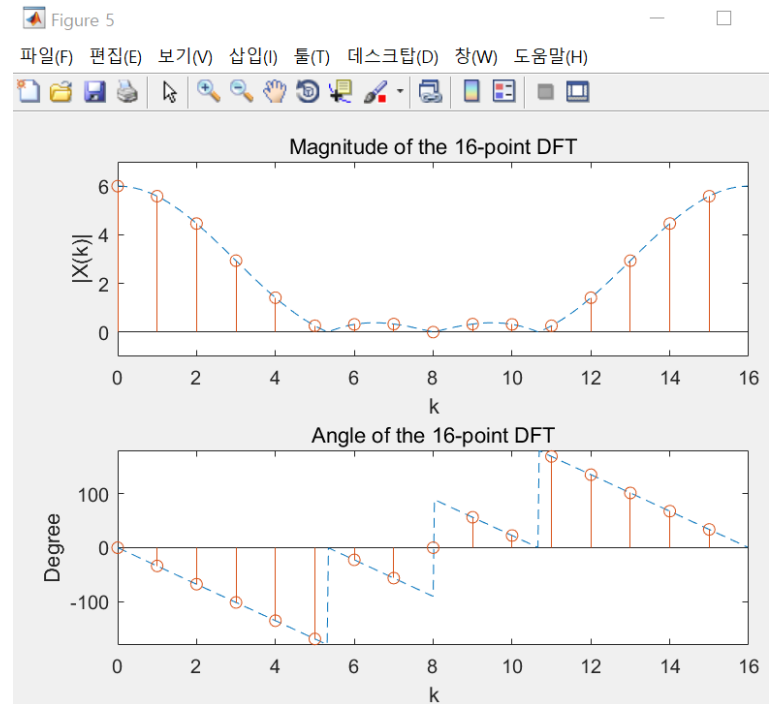 Figure 5
파일(F) 편집(E) 보기(V) 삽입(I) 툴(T) 데스크탑(D) 창(W) 도움말(H)
Magnitude of the 16-point DFT
6
4
2
0
|X(k)|
0 2 4 6 8 10 12 14 16
k
Angle of the 16-point DFT
100
0
-100
Degree
0 2 4 6 8 10 12 14 16
k